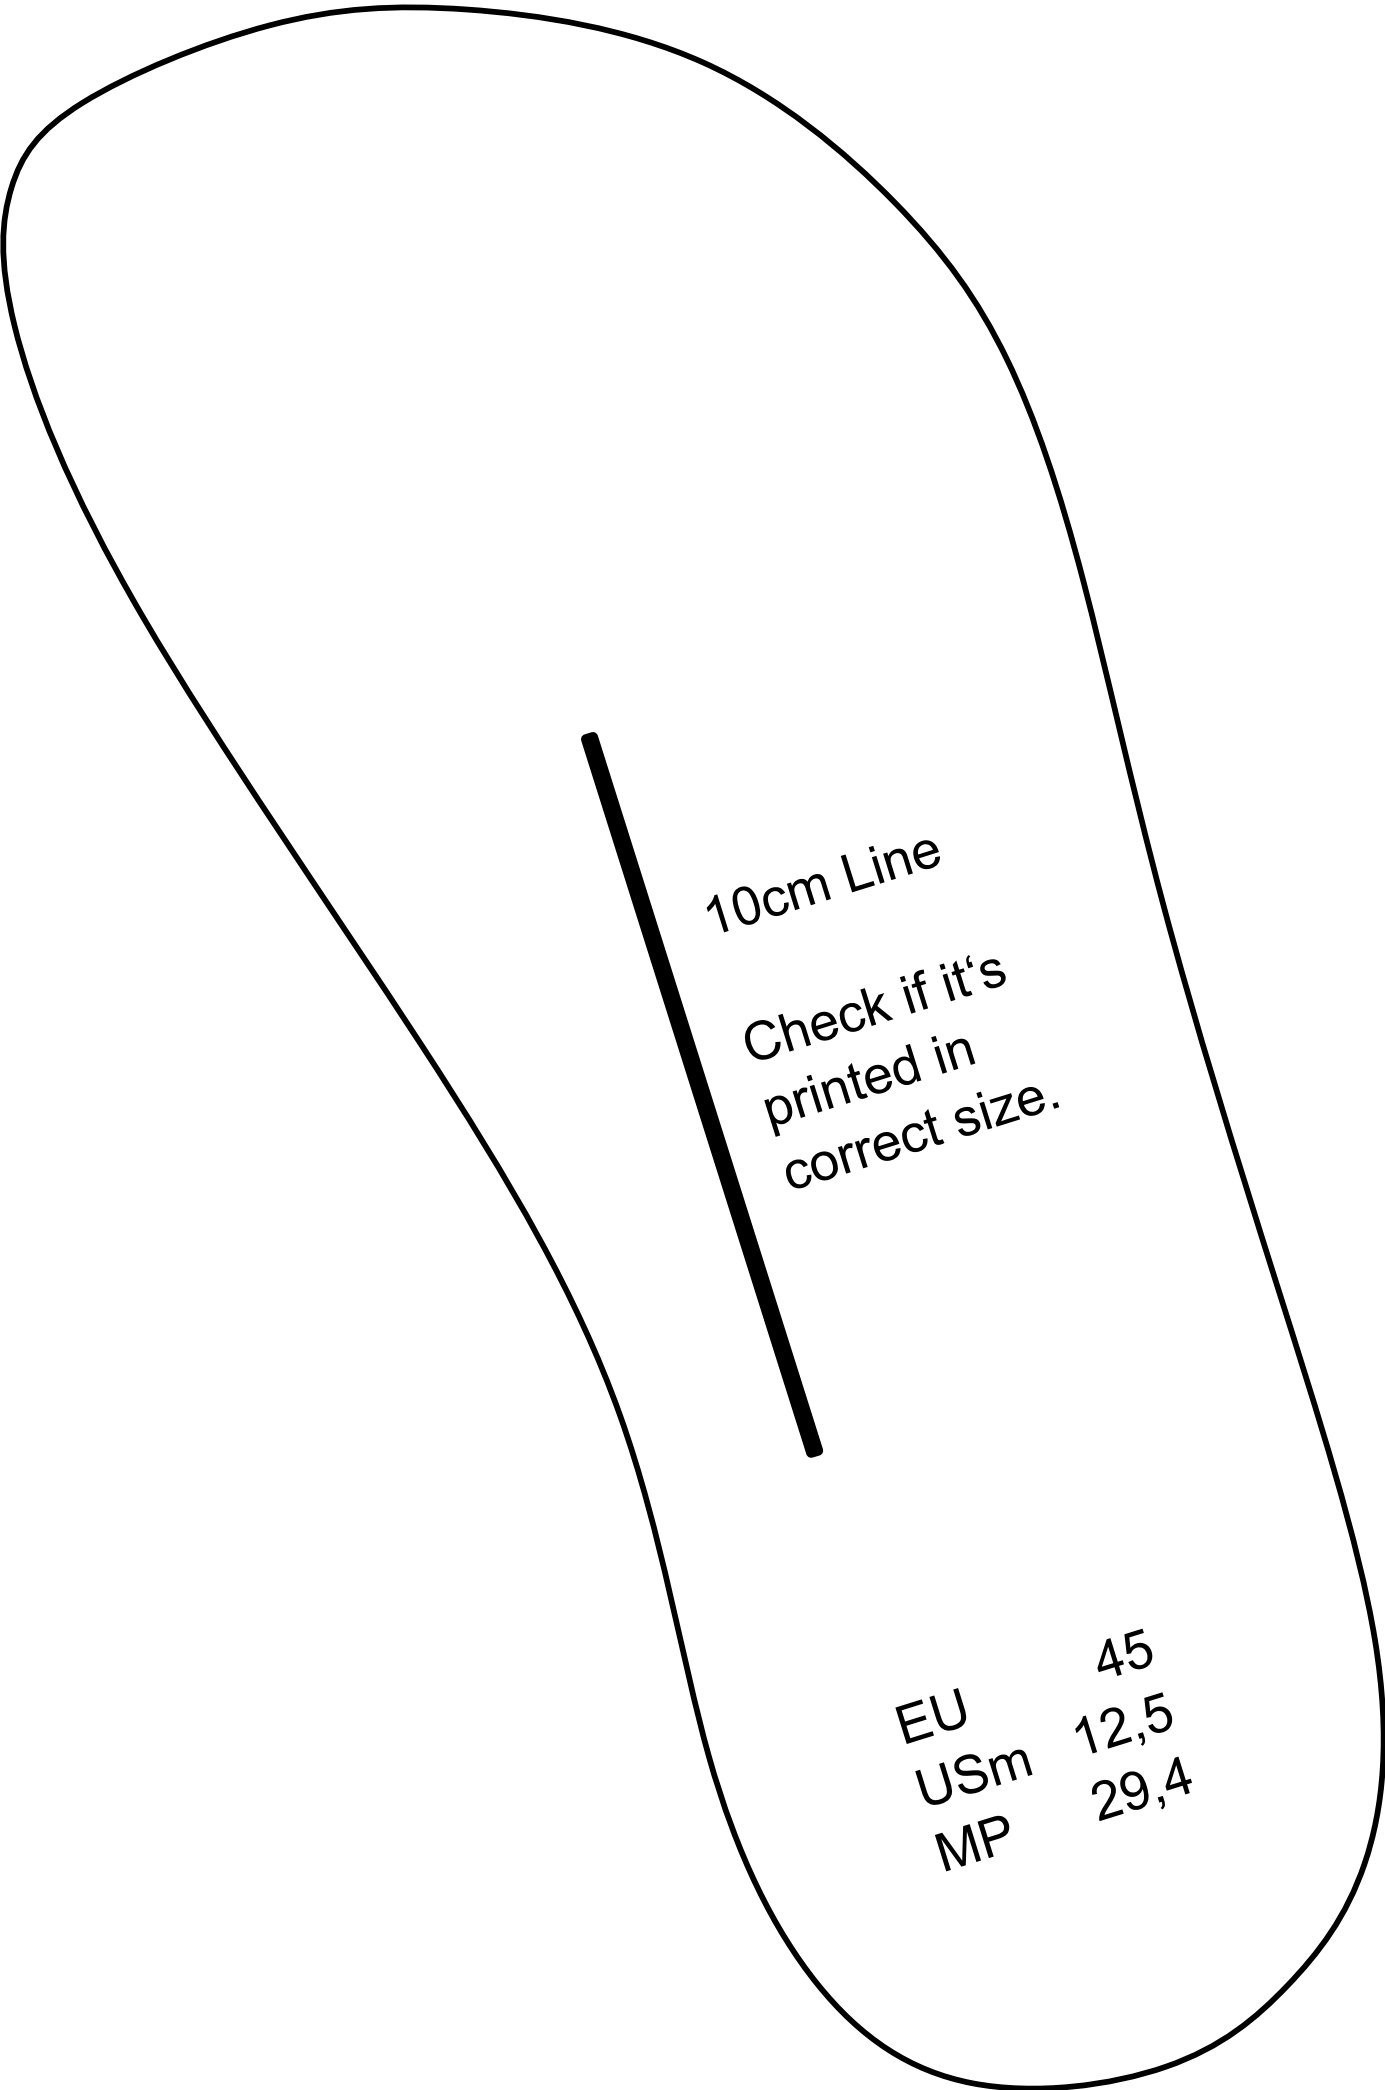 10cm Line
Check if it‘s
printed in
correct size.
EU 45
USm 12,5
MP 29,4